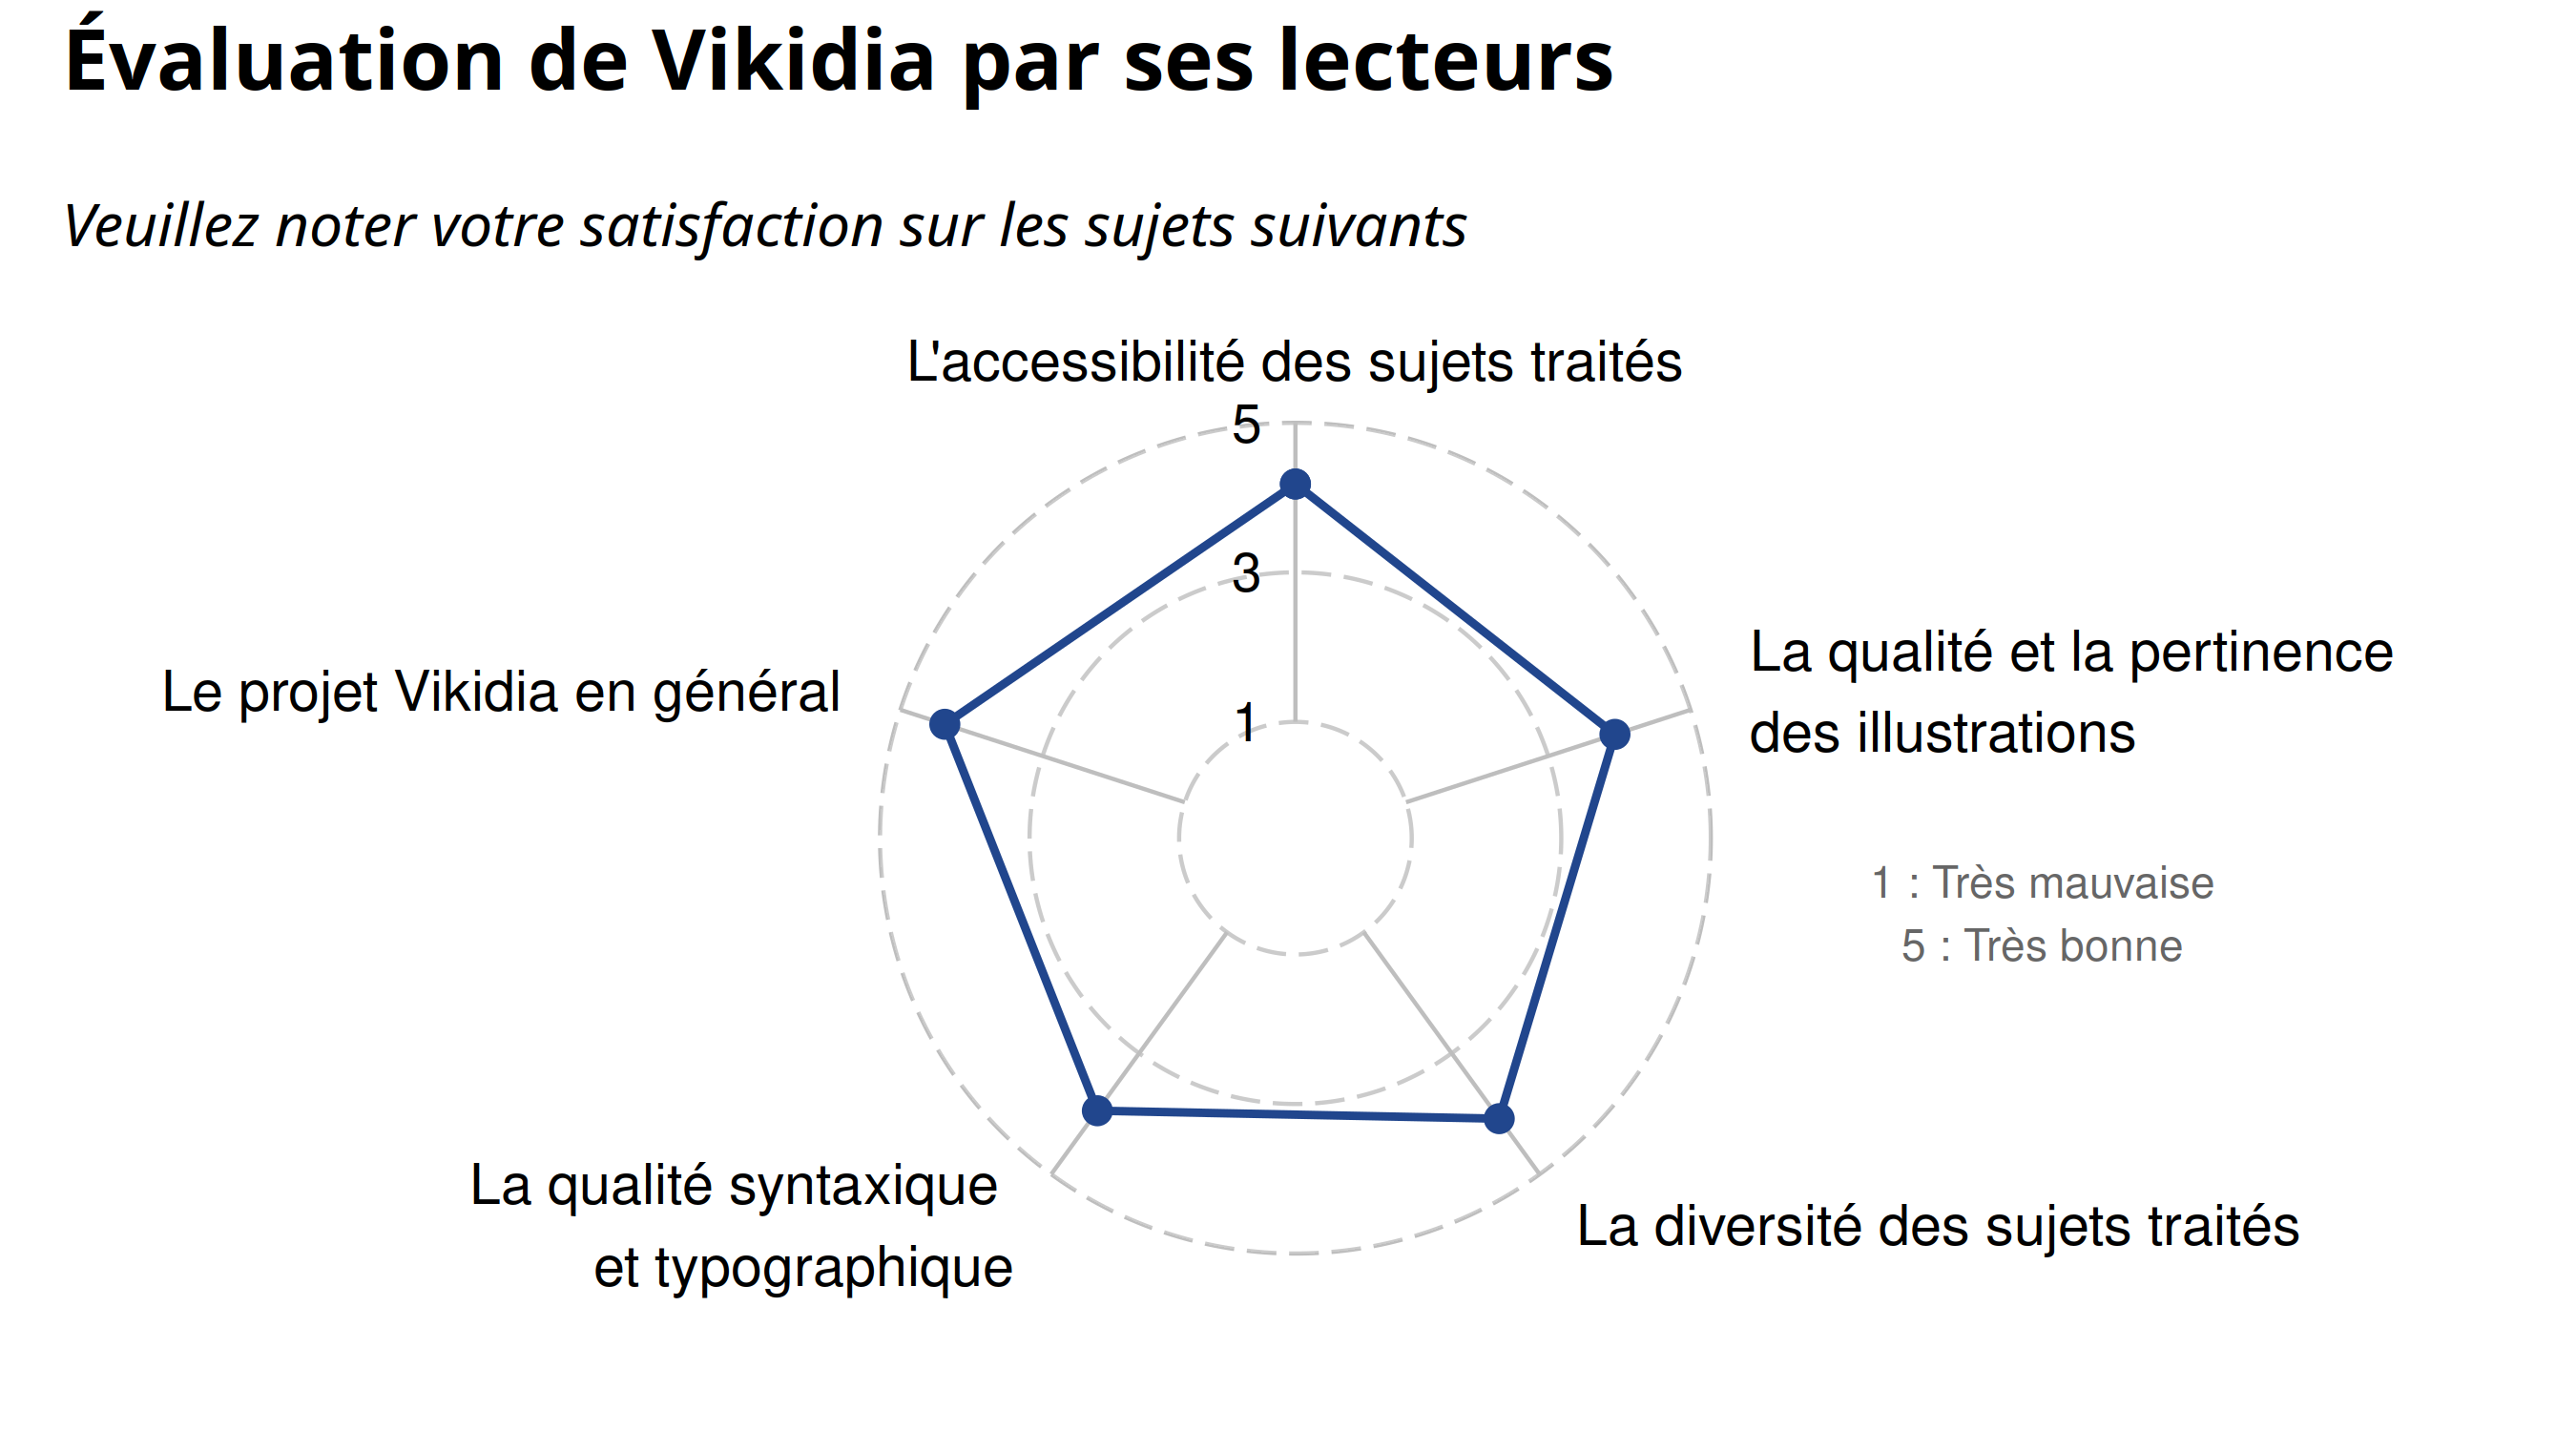 Évaluation de Vikidia par ses lecteurs
Veuillez noter votre satisfaction sur les sujets suivants
L'accessibilité des sujets traités
5
3
1
La qualité et la pertinence
des illustrations
Le projet Vikidia en général
1 : Très mauvaise
5 : Très bonne
La qualité syntaxique
et typographique
La diversité des sujets traités